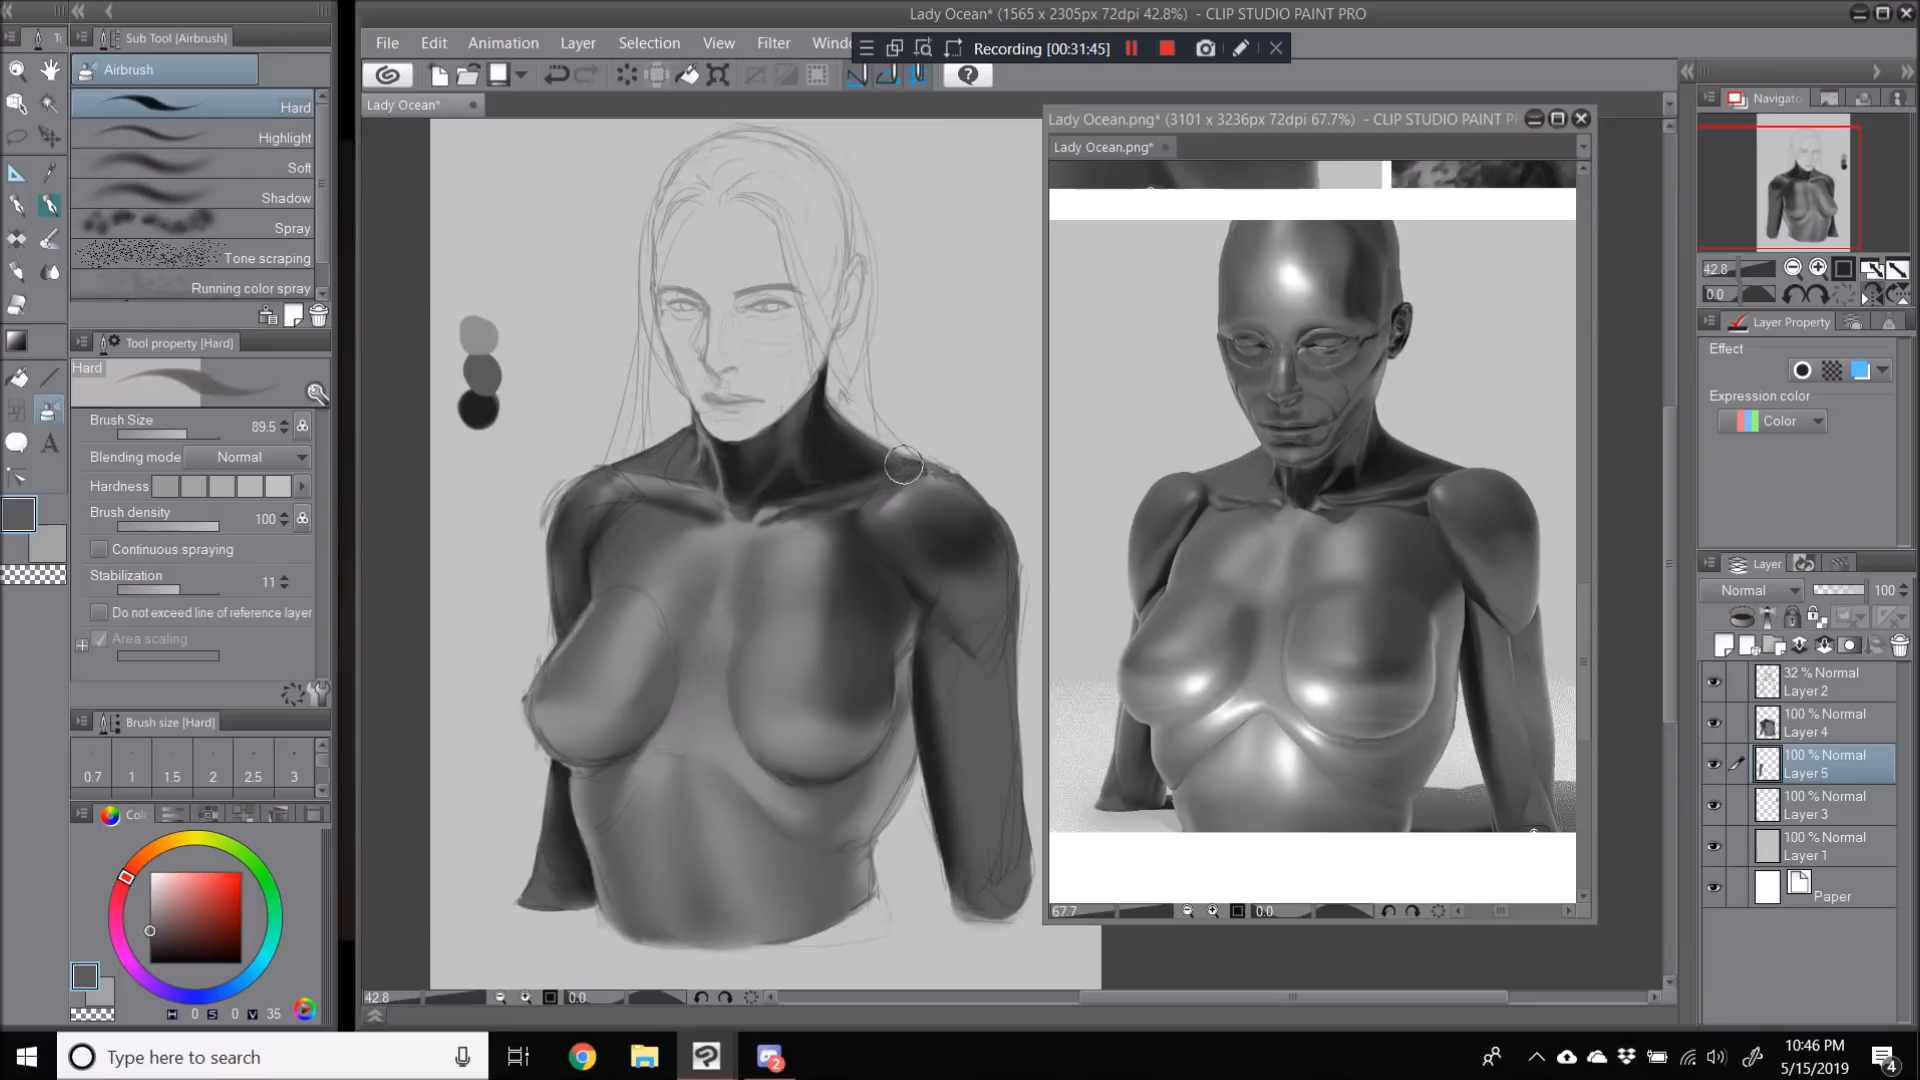 Lady Ocean* (1565 x 2305px 72dpi 42.8%) - CLIP STUDIO PAINT PRO
Sub Tool [Airbrush]
File Edit Animation Layer Selection View Filter
Recording [00:31:45]
Airbrush
Hard
Highlight
Soft
Shadow
Spray
Tone scraping
Running color spray
Tool property [Hard]
Hard
Brush Size 89.5
Blending mode Normal
Hardness
Brush density 100
Continuous spraying
Stabilization 11
Do not exceed line of reference layer
Area scaling
Brush size [Hard]
0.7 1 1.5 2 2.5 3
H 0 S 0 V 35
Lady Ocean*
Lady Ocean.png* (3101 x 3236px 72dpi 67.7%) - CLIP STUDIO PAINT
Lady Ocean.png*
67.7 0.0
42.8 0.0
Navigator
42.8
0.0
Layer Property
Effect
Expression color
Color
Layer
Normal 100
32 % Normal
Layer 2
100 % Normal
Layer 4
100 % Normal
Layer 5
100 % Normal
Layer 3
100 % Normal
Layer 1
Paper
Type here to search
2
10:46 PM
5/15/2019
4